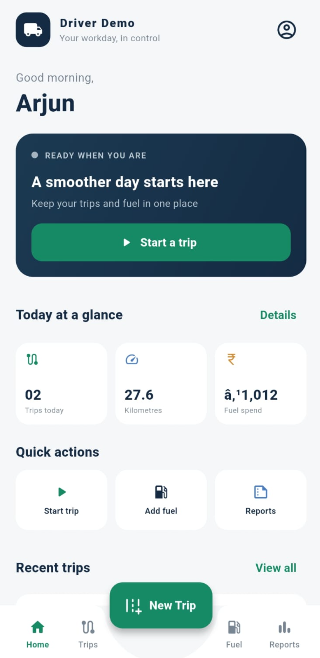 Driver Demo
Your workday, in control
Good morning,
Arjun
READY WHEN YOU ARE
A smoother day starts here
Keep your trips and fuel in one place
Start a trip
Today at a glance
Details
02
Trips today
27.6
Kilometres
₹
â‚¹1,012
Fuel spend
Quick actions
Start trip
Add fuel
Reports
Recent trips
View all
New Trip
Home
Trips
Fuel
Reports